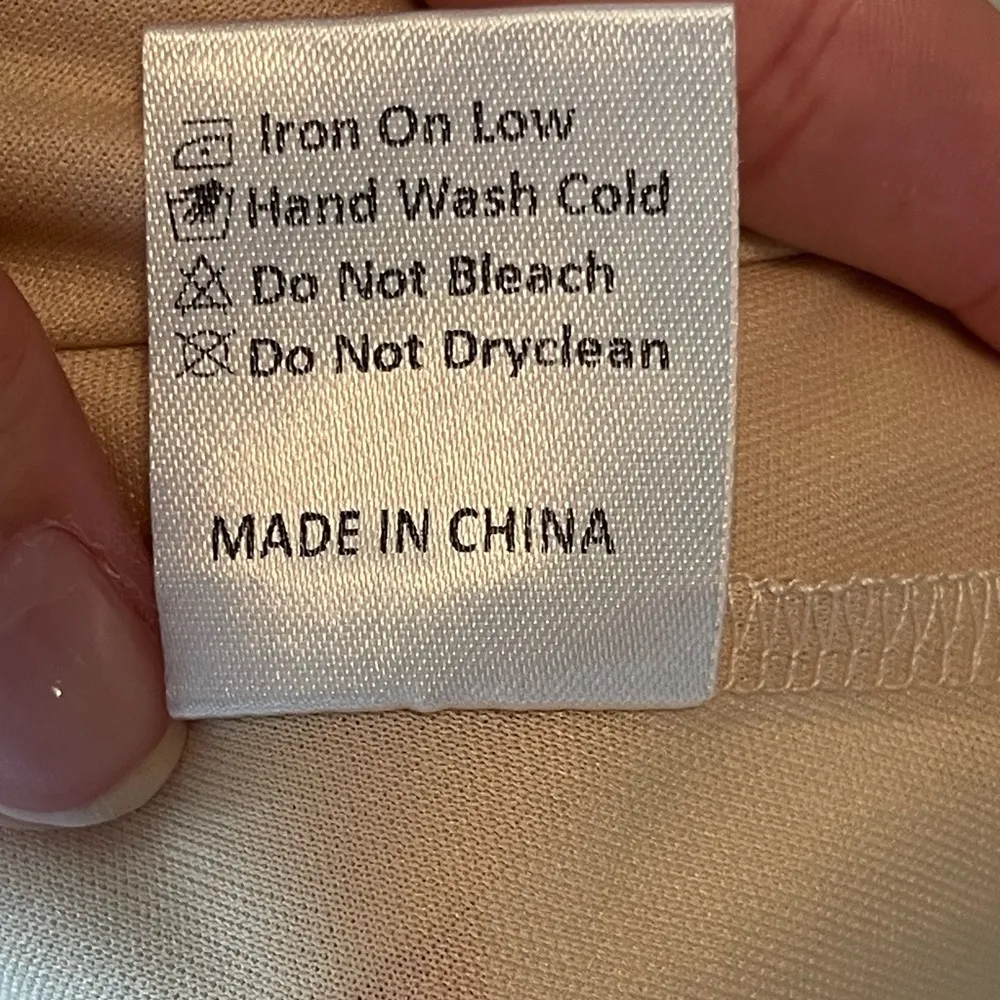 Iron On Low
Hand Wash Cold
Do Not Bleach
Do Not Dryclean
MADE IN CHINA